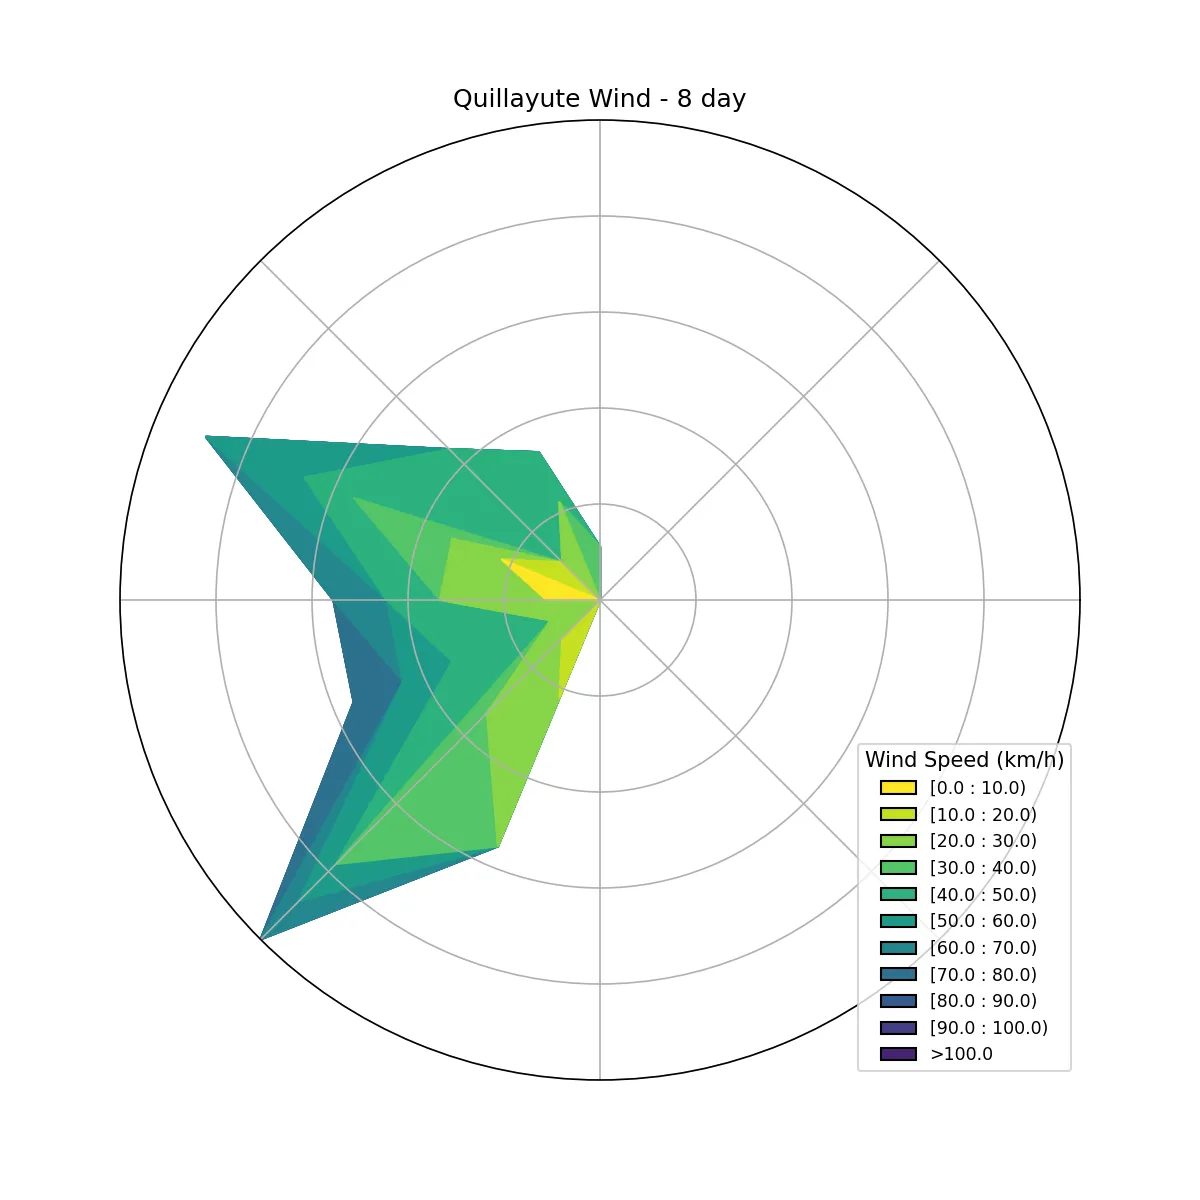 Quillayute Wind - 8 day
Wind Speed (km/h)
[0.0 : 10.0)
[10.0 : 20.0)
[20.0 : 30.0)
[30.0 : 40.0)
[40.0 : 50.0)
[50.0 : 60.0)
[60.0 : 70.0)
[70.0 : 80.0)
[80.0 : 90.0)
[90.0 : 100.0)
>100.0